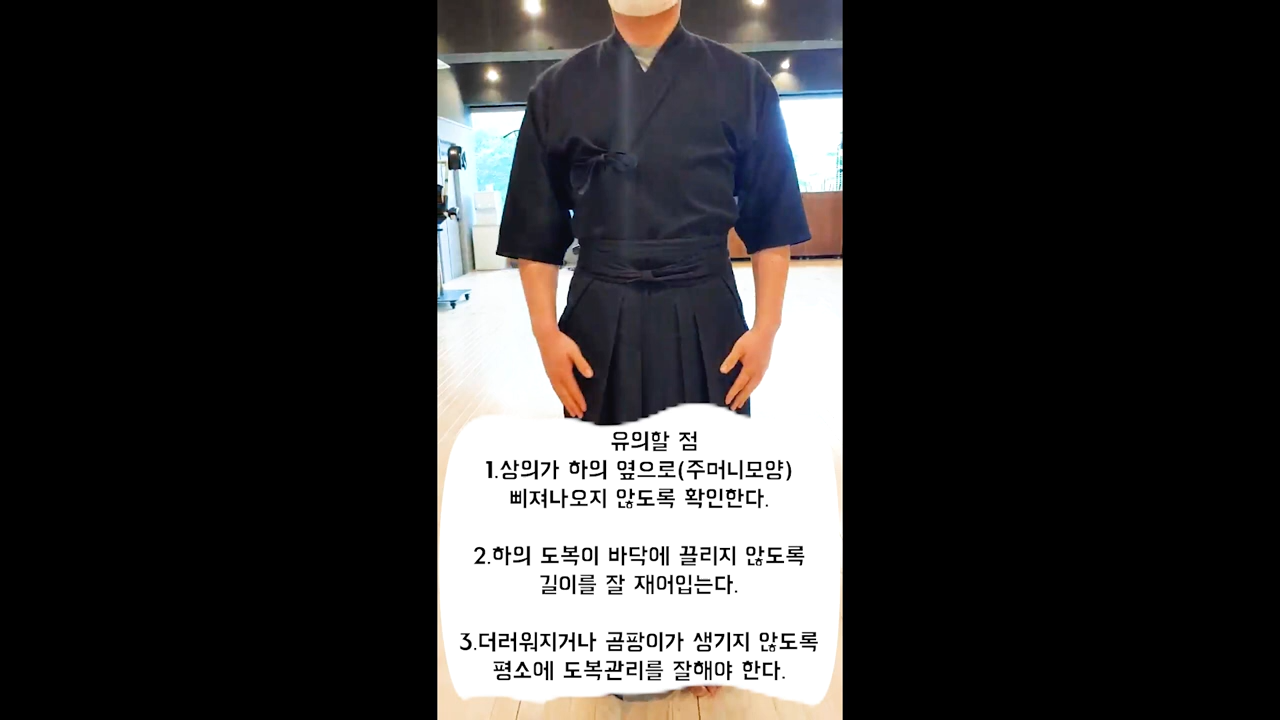 유의할 점
1.상의가 하의 옆으로(주머니모양)
삐져나오지 않도록 확인한다.
2.하의 도복이 바닥에 끌리지 않도록
길이를 잘 재어입는다.
3.더러워지거나 곰팡이가 생기지 않도록
평소에 도복관리를 잘해야 한다.